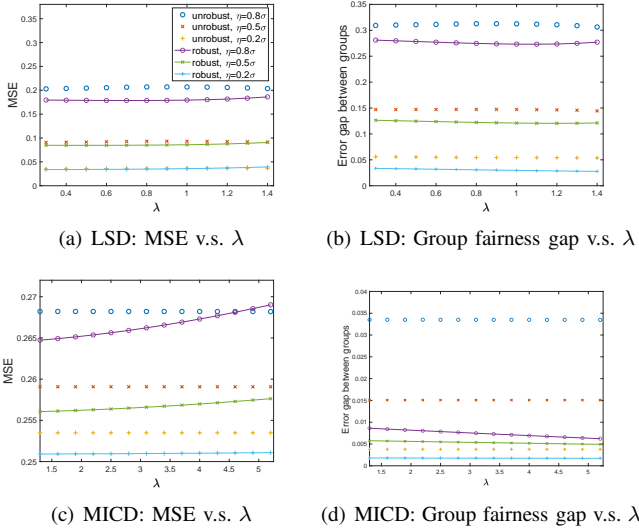 0.35
0.3
0.25
0.2
0.15
0.1
0.05
0
MSE
unrobust, η=0.8σ
unrobust, η=0.5σ
unrobust, η=0.2σ
robust, η=0.8σ
robust, η=0.5σ
robust, η=0.2σ
0.4 0.6 0.8 1 1.2 1.4
λ
(a) LSD: MSE v.s. λ
0.35
0.3
0.25
0.2
0.15
0.1
0.05
0
Error gap between groups
0.4 0.6 0.8 1 1.2 1.4
λ
(b) LSD: Group fairness gap v.s. λ
0.27
0.265
0.26
0.255
0.25
MSE
1.5 2 2.5 3 3.5 4 4.5 5
λ
(c) MICD: MSE v.s. λ
0.04
0.035
0.03
0.025
0.02
0.015
0.01
0.005
0
Error gap between groups
1.5 2 2.5 3 3.5 4 4.5 5
λ
(d) MICD: Group fairness gap v.s. λ